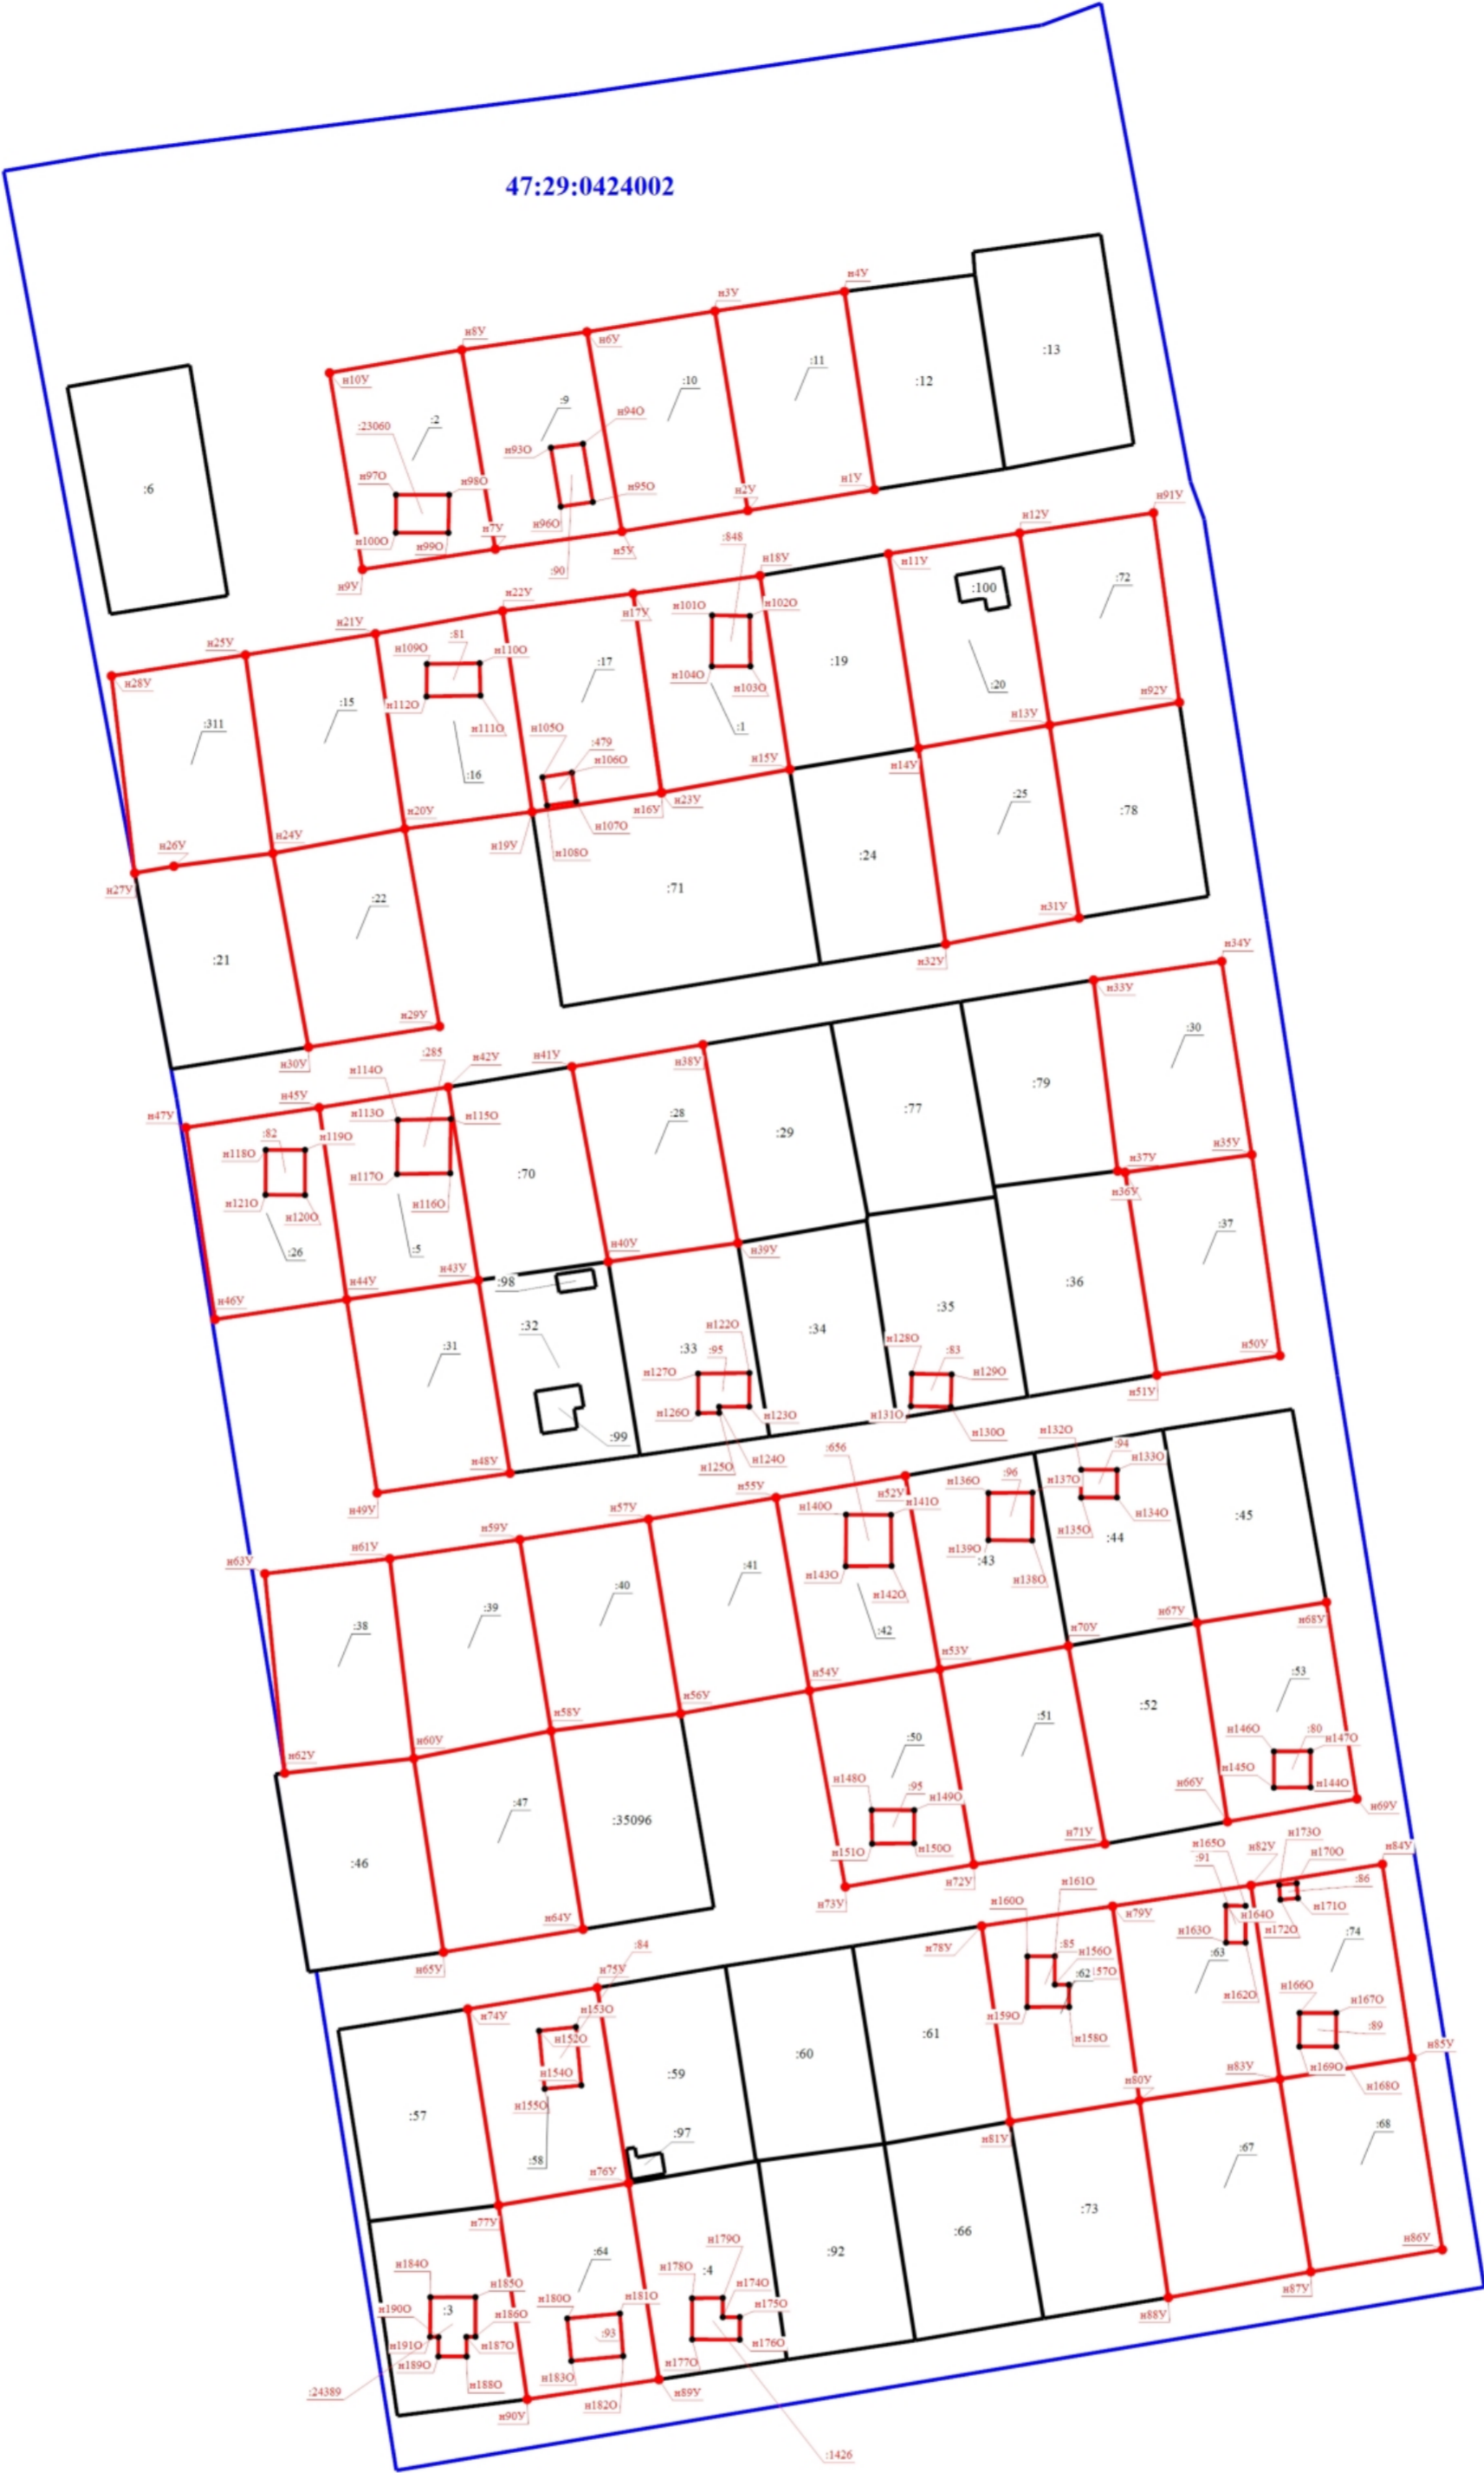 47:29:0424002
н4У
н3У
н8У
н6У
:13
:11
:12
н10У
:10
:9
н94О
:2
:23060
н93О
:6
н97О
н98О
н95О
н2У
н1У
н91У
н96О
н7У
н12У
н100О
н99О
н5У
:848
н18У
н11У
:90
:72
н9У
:100
н22У
н101О
н102О
н17У
н21У
:81
н25У
н109О
н110О
:17
:19
н104О
н103О
:20
н28У
н92У
:15
н112О
:311
н111О
н105О
:1
н13У
:479
н15У
н106О
н14У
:16
:25
н23У
н20У
н16У
:78
н24У
н107О
н26У
н19У
н108О
:24
н27У
:71
:22
н31У
:21
н32У
н34У
н33У
н29У
:30
:285
н42У
н41У
н38У
н30У
н114О
:79
н45У
:77
н47У
н113О
н115О
:28
:82
н119О
:29
н118О
н35У
н37У
:70
н117О
н36У
н121О
н116О
н120О
:37
:26
:5
н40У
н39У
н43У
:98
:36
н44У
н46У
:35
:32
н122О
:34
н128О
:33
:95
:83
н50У
:31
н127О
н129О
н51У
н126О
н123О
н131О
н130О
:99
н132О
:94
н125О
н124О
:656
н133О
н48У
:96
н136О
н137О
н55У
н52У
н49У
н140О
н141О
н57У
н134О
:45
н59У
н135О
:44
н61У
н139О
:43
н63У
:41
н143О
н138О
:40
н142О
:39
н67У
н68У
:38
:42
н70У
н53У
н54У
:53
н56У
:52
н58У
:51
н60У
н146О
:80
н147О
:50
н62У
н145О
н148О
н66У
н144О
:95
н149О
:47
н69У
:35096
н71У
н173О
н165О
н82У
н84У
н151О
н150О
н170О
:46
:91
н72У
н161О
:86
н73У
н160О
н171О
н64У
н79У
н164О
н163О
н172О
:84
:85
н78У
н156О
:74
н65У
:63
н75У
:62
н166О
н162О
н153О
н159О
н167О
н74У
:61
:89
н152О
н158О
н85У
:60
н83У
н169О
н154О
:59
н80У
н168О
н155О
:57
:68
:97
н81У
:67
:58
н76У
:73
н77У
:66
н179О
н86У
:64
:92
н184О
н178О
:4
н185О
н174О
н87У
н180О
н181О
н190О
:3
н175О
н88У
н186О
:93
н191О
н187О
н176О
н189О
н177О
н183О
н188О
:24389
н89У
н182О
н90У
:1426